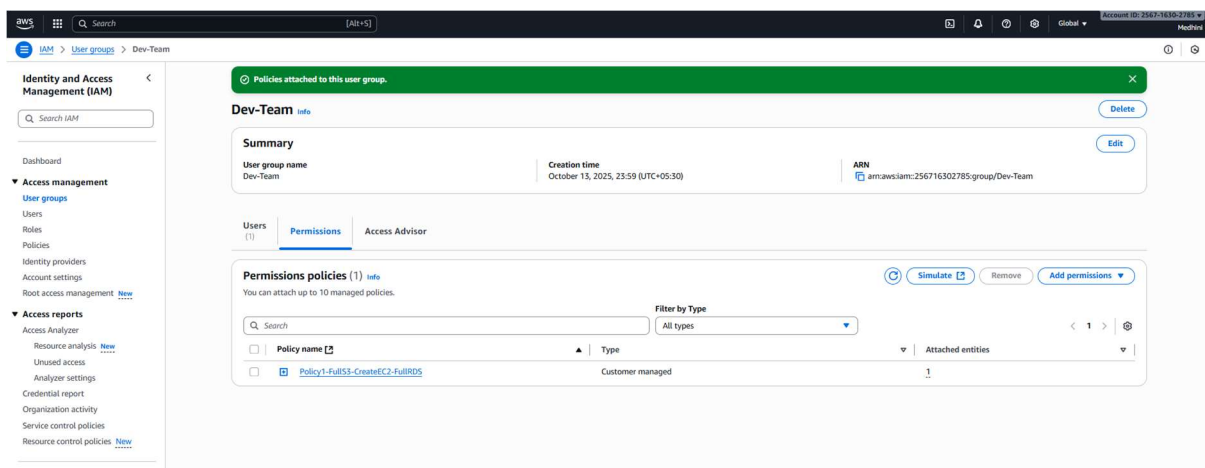 aws
Search
[Alt+S]
Global
Account ID: 2567-1630-2785
Medhini
IAM > User groups > Dev-Team
Identity and Access
Management (IAM)
Search IAM
Dashboard
Access management
User groups
Users
Roles
Policies
Identity providers
Account settings
Root access management New
Access reports
Access Analyzer
Resource analysis New
Unused access
Analyzer settings
Credential report
Organization activity
Service control policies
Resource control policies New
Policies attached to this user group.
Dev-Team Info
Delete
Summary
Edit
User group name
Dev-Team
Creation time
October 13, 2025, 23:59 (UTC+05:30)
ARN
arn:aws:iam::256716302785:group/Dev-Team
Users
(1)
Permissions
Access Advisor
Permissions policies (1) Info
Simulate
Remove
Add permissions
You can attach up to 10 managed policies.
Filter by Type
Search
All types
1
Policy name
Type
Attached entities
Policy1-FullS3-CreateEC2-FullRDS
Customer managed
1